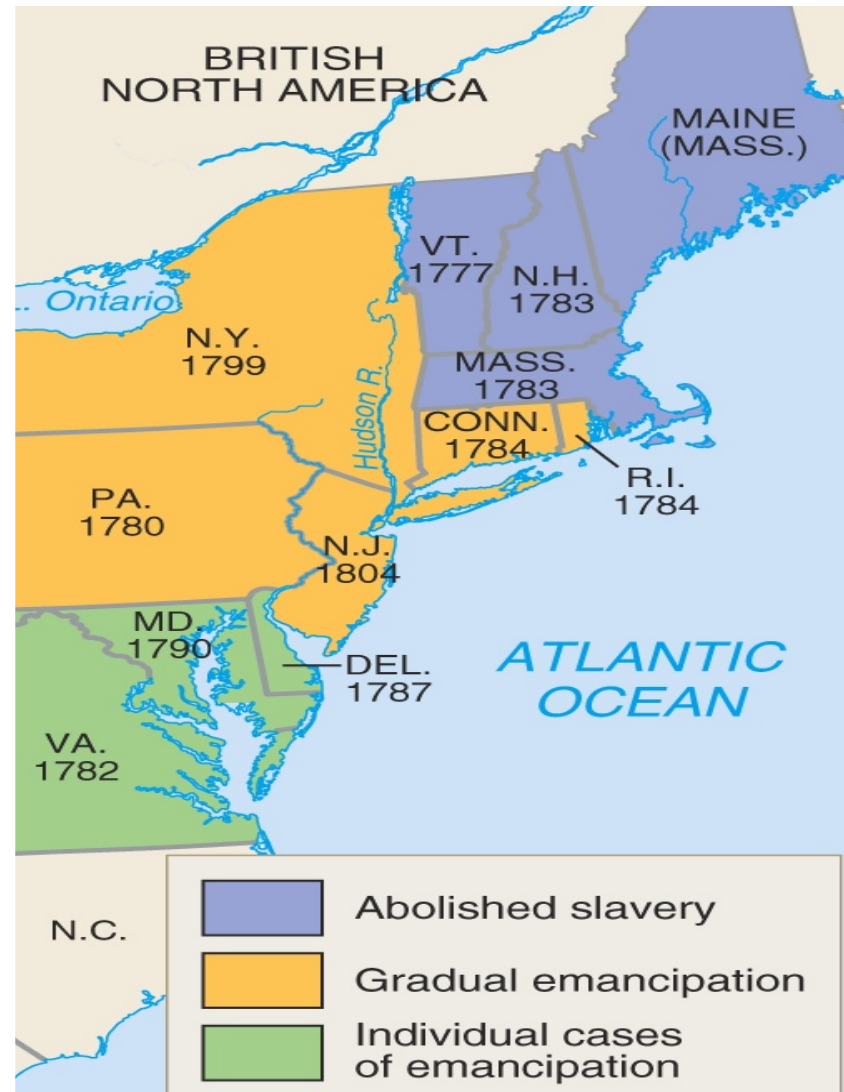 BRITISH
NORTH AMERICA
MAINE
(MASS.)
VT.
1777
N.H.
1783
. Ontario
N.Y.
1799
Hudson R.
MASS.
1783
CONN.
1784
R.I.
1784
PA.
1780
N.J.
1804
MD.
1790
DEL.
1787
ATLANTIC
OCEAN
VA.
1782
N.C.
Abolished slavery
Gradual emancipation
Individual cases
of emancipation